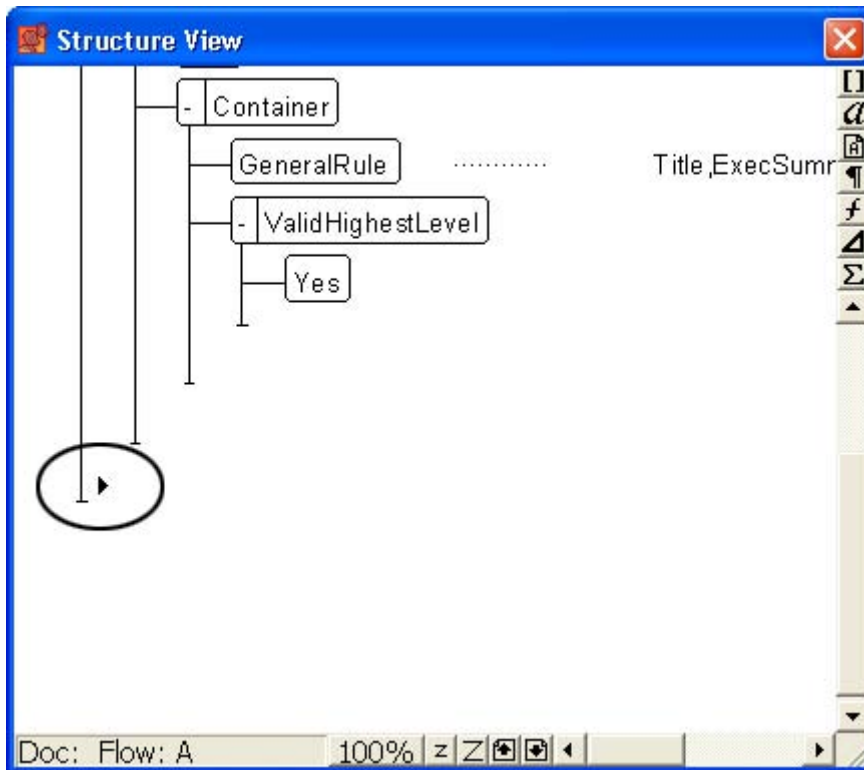 Structure View
- Container
GeneralRule ............ Title,ExecSumr
- ValidHighestLevel
Yes
Doc: Flow: A 100% z Z